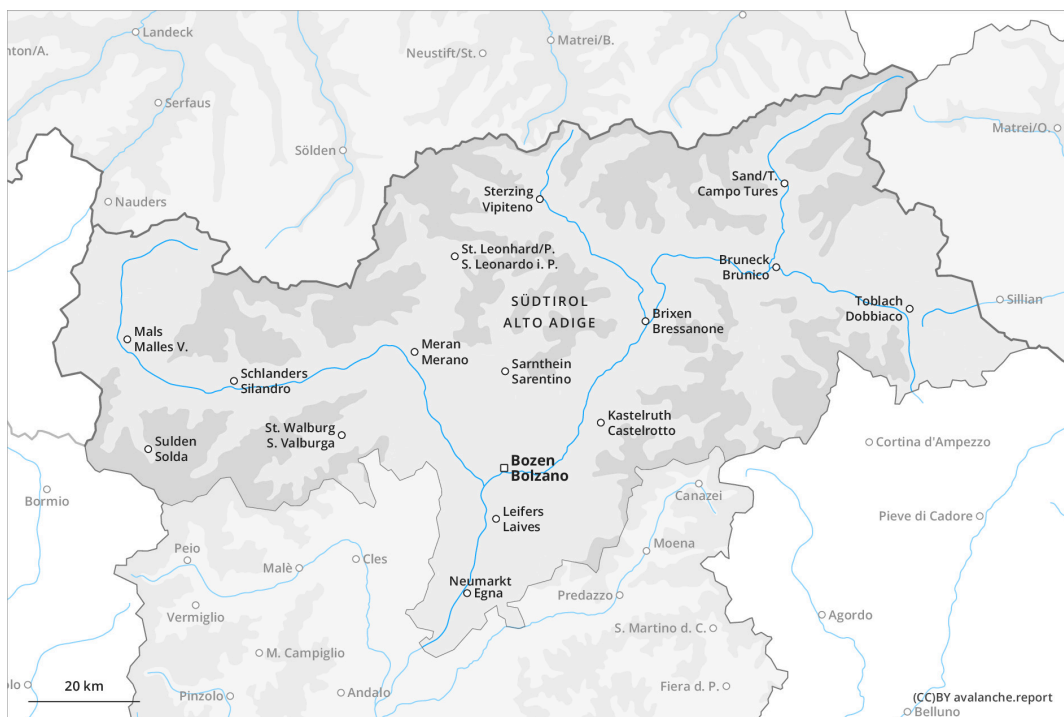 Landeck
nton/A.
Neustift/St.
Matrei/B.
Serfaus
Matrei/O.
Sölden
Sand/T.
Campo Tures
Sterzing
Vipiteno
Nauders
St. Leonhard/P.
S. Leonardo i. P.
Bruneck
Brunico
SÜDTIROL
ALTO ADIGE
Toblach
Dobbiaco
Sillian
Brixen
Bressanone
Mals
Malles V.
Meran
Merano
Sarnthein
Sarentino
Schlanders
Silandro
Kastelruth
Castelrotto
St. Walburg
S. Valburga
Sulden
Solda
Cortina d'Ampezzo
Bozen
Bolzano
Bormio
Canazei
Leifers
Laives
Pieve di Cadore
Moena
Peio
Malè
Cles
Neumarkt
Egna
Predazzo
Vermiglio
Agordo
S. Martino d. C.
M. Campiglio
olo
20 km
Pinzolo
Andalo
Fiera d. P.
(CC)BY avalanche.report
Belluno